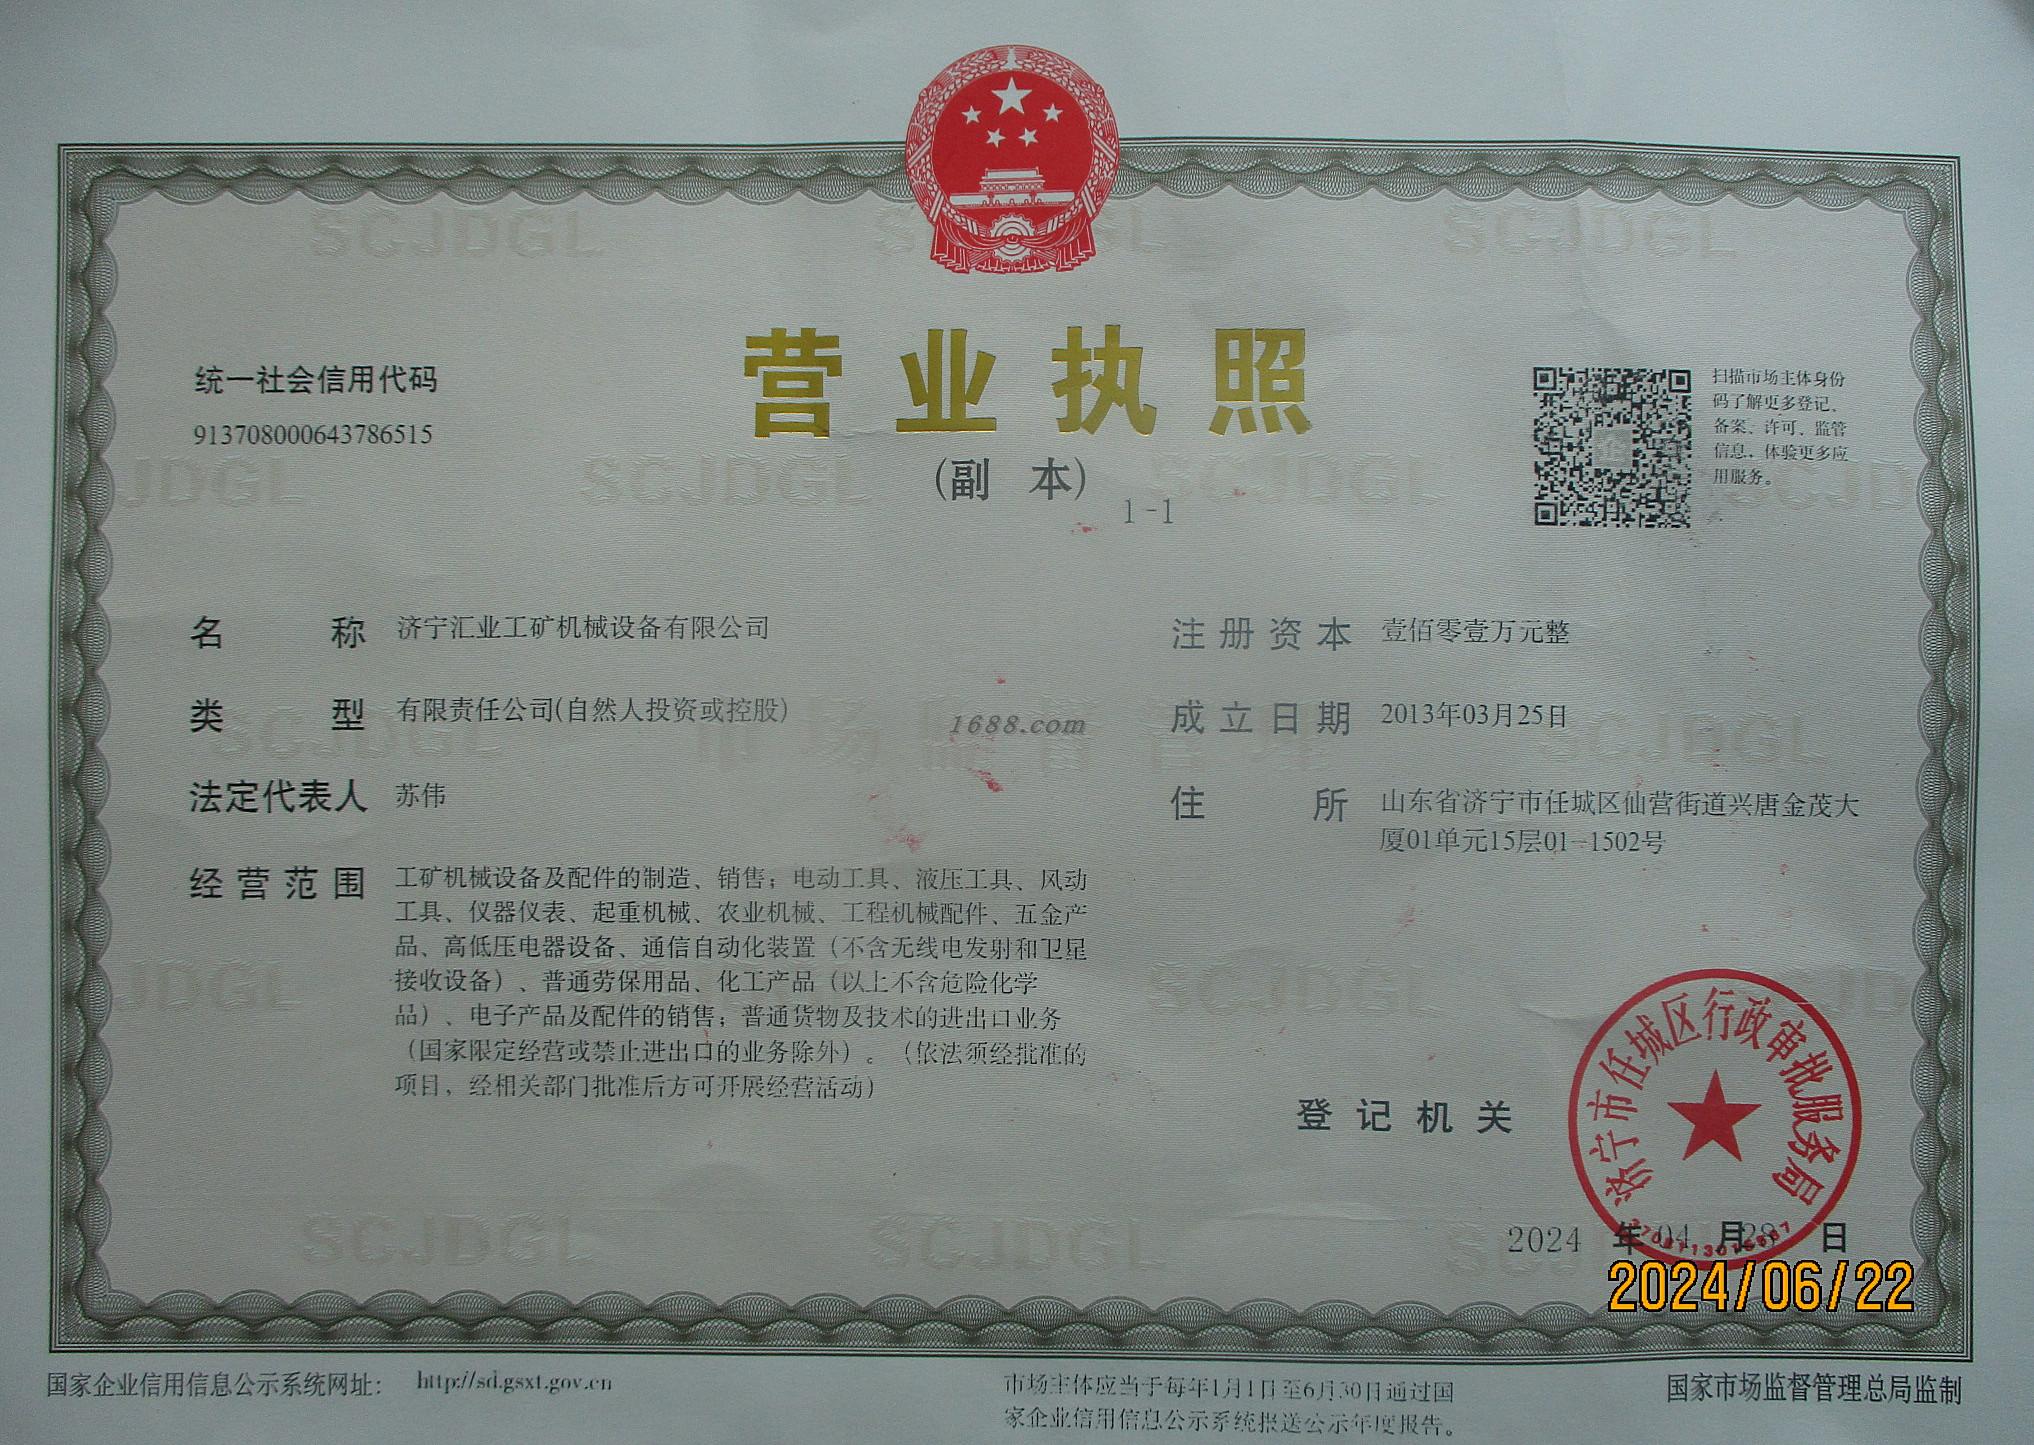 营业执照
(副 本)
1-1
统一社会信用代码
913708000643786515
扫描市场主体身份
码了解更多登记、
备案、许可、监管
信息，体验更多应
用服务。
名称 济宁汇业工矿机械设备有限公司
类型 有限责任公司(自然人投资或控股)
法定代表人 苏伟
经营范围 工矿机械设备及配件的制造、销售；电动工具、液压工具、风动
工具、仪器仪表、起重机械、农业机械、工程机械配件、五金产
品、高低压电器设备、通信自动化装置（不含无线电发射和卫星
接收设备）、普通劳保用品、化工产品（以上不含危险化学
品）、电子产品及配件的销售；普通货物及技术的进出口业务
（国家限定经营或禁止进出口的业务除外）。（依法须经批准的
项目，经相关部门批准后方可开展经营活动）
注册资本 壹佰零壹万元整
成立日期 2013年03月25日
住所 山东省济宁市任城区仙营街道兴唐金茂大
厦01单元15层01-1502号
1688.com
登记机关
济宁市任城区行政审批服务局
2024 年 04 月 28 日
2024/06/22
国家企业信用信息公示系统网址： http://sd.gsxt.gov.cn
市场主体应当于每年1月1日至6月30日通过国
家企业信用信息公示系统报送公示年度报告。
国家市场监督管理总局监制
SCJDGL
市场监督管理